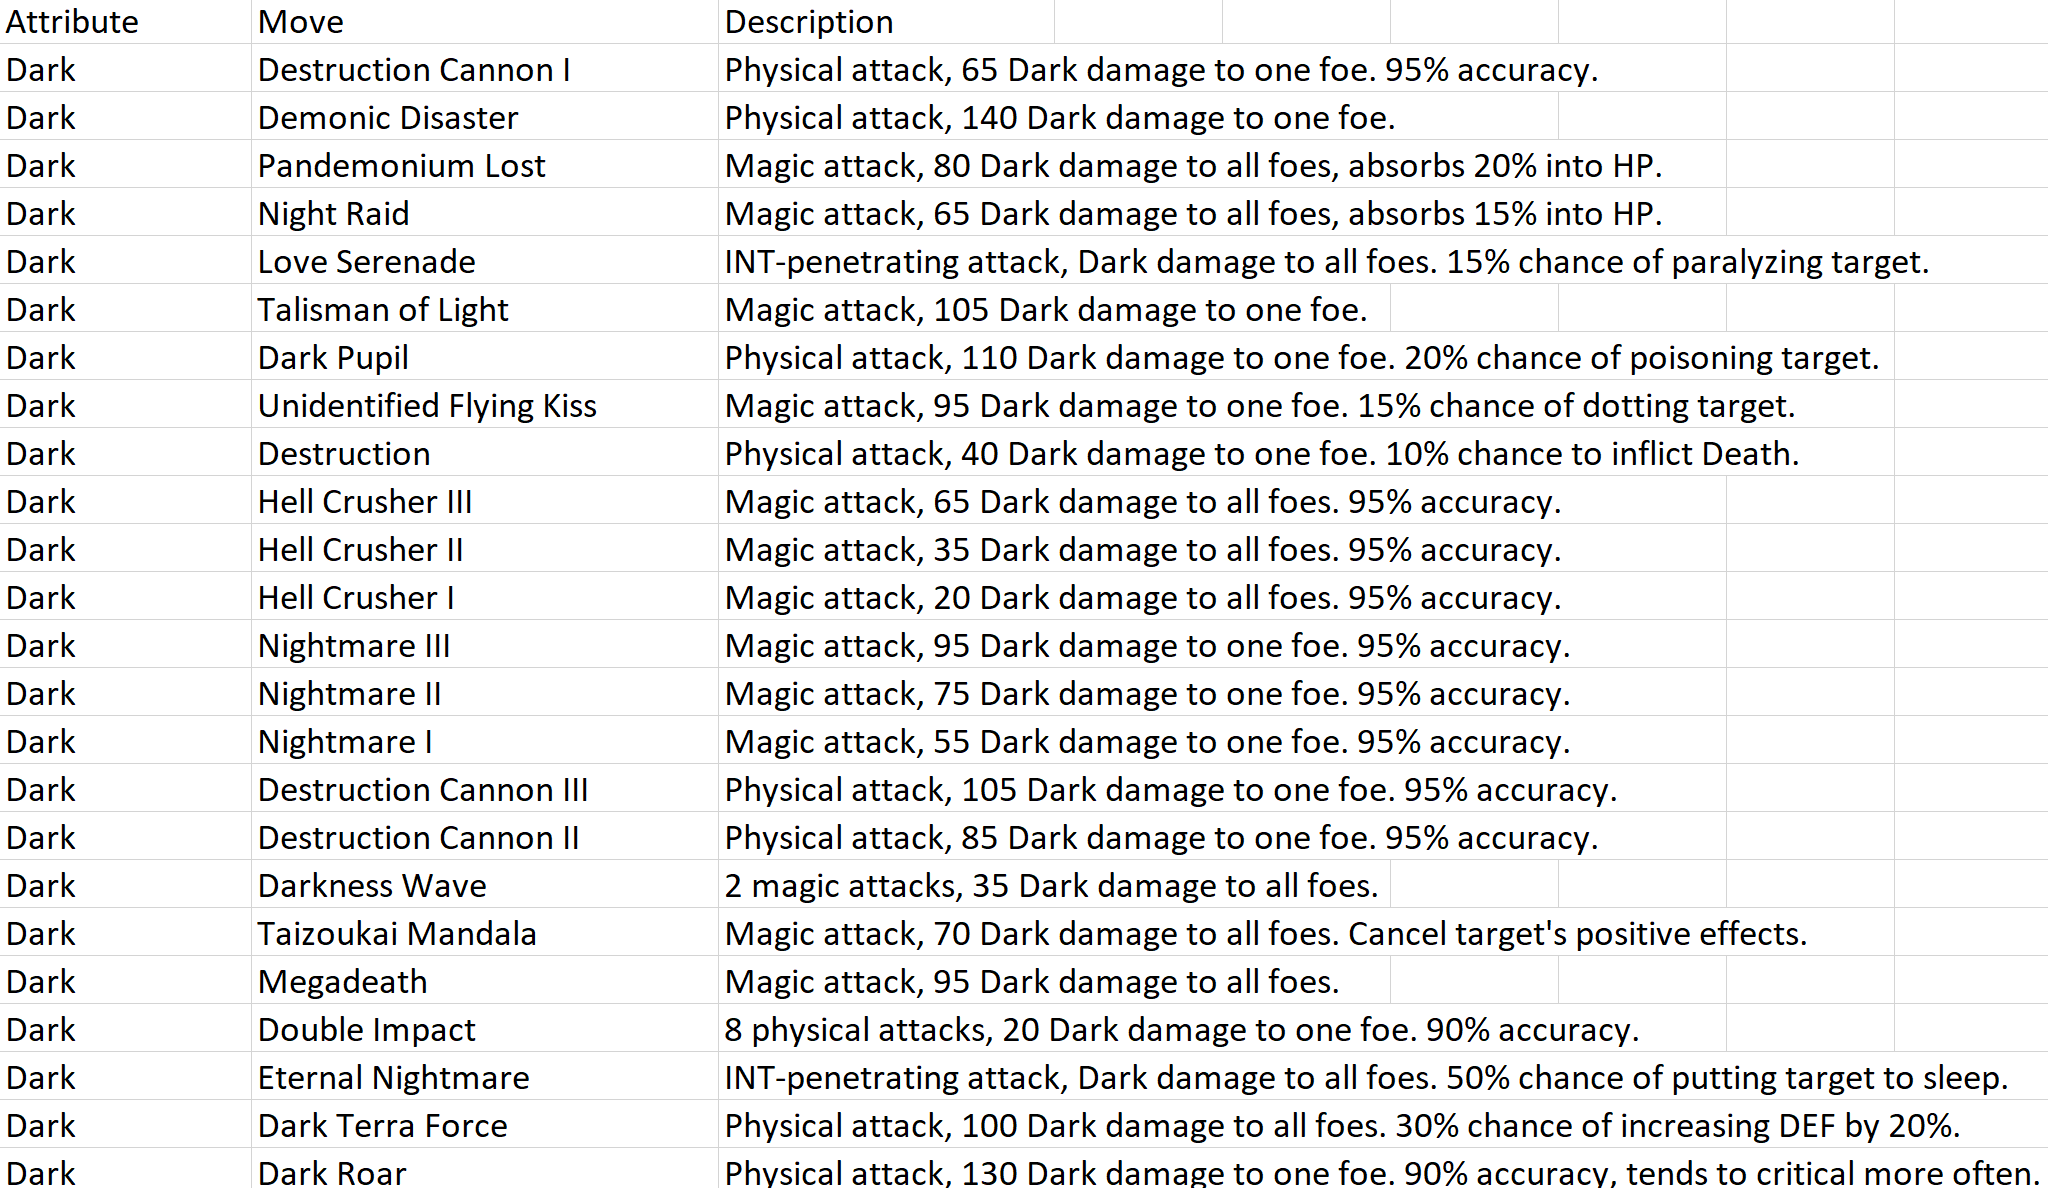 Attribute Move Description
Dark Destruction Cannon I Physical attack, 65 Dark damage to one foe. 95% accuracy.
Dark Demonic Disaster Physical attack, 140 Dark damage to one foe.
Dark Pandemonium Lost Magic attack, 80 Dark damage to all foes, absorbs 20% into HP.
Dark Night Raid Magic attack, 65 Dark damage to all foes, absorbs 15% into HP.
Dark Love Serenade INT-penetrating attack, Dark damage to all foes. 15% chance of paralyzing target.
Dark Talisman of Light Magic attack, 105 Dark damage to one foe.
Dark Dark Pupil Physical attack, 110 Dark damage to one foe. 20% chance of poisoning target.
Dark Unidentified Flying Kiss Magic attack, 95 Dark damage to one foe. 15% chance of dotting target.
Dark Destruction Physical attack, 40 Dark damage to one foe. 10% chance to inflict Death.
Dark Hell Crusher III Magic attack, 65 Dark damage to all foes. 95% accuracy.
Dark Hell Crusher II Magic attack, 35 Dark damage to all foes. 95% accuracy.
Dark Hell Crusher I Magic attack, 20 Dark damage to all foes. 95% accuracy.
Dark Nightmare III Magic attack, 95 Dark damage to one foe. 95% accuracy.
Dark Nightmare II Magic attack, 75 Dark damage to one foe. 95% accuracy.
Dark Nightmare I Magic attack, 55 Dark damage to one foe. 95% accuracy.
Dark Destruction Cannon III Physical attack, 105 Dark damage to one foe. 95% accuracy.
Dark Destruction Cannon II Physical attack, 85 Dark damage to one foe. 95% accuracy.
Dark Darkness Wave 2 magic attacks, 35 Dark damage to all foes.
Dark Taizoukai Mandala Magic attack, 70 Dark damage to all foes. Cancel target's positive effects.
Dark Megadeath Magic attack, 95 Dark damage to all foes.
Dark Double Impact 8 physical attacks, 20 Dark damage to one foe. 90% accuracy.
Dark Eternal Nightmare INT-penetrating attack, Dark damage to all foes. 50% chance of putting target to sleep.
Dark Dark Terra Force Physical attack, 100 Dark damage to all foes. 30% chance of increasing DEF by 20%.
Dark Dark Roar Physical attack, 130 Dark damage to one foe. 90% accuracy, tends to critical more often.